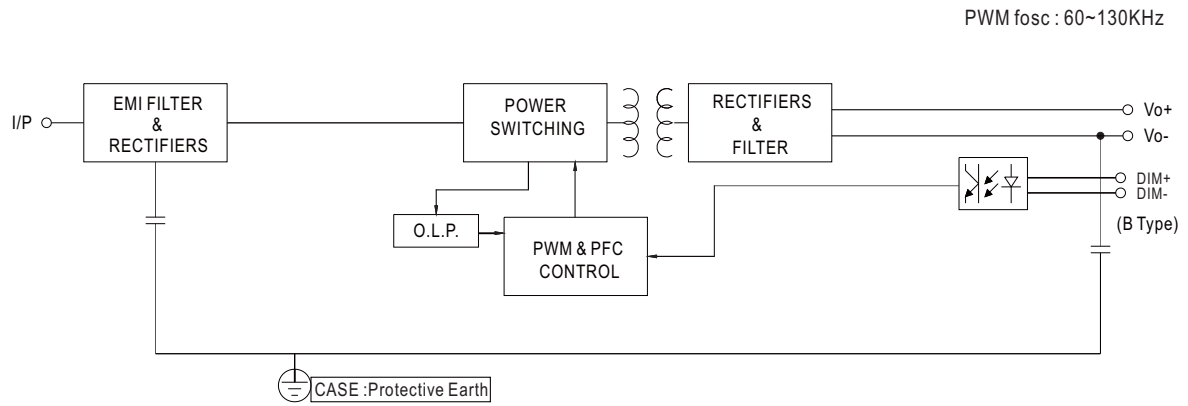 PWM fosc : 60~130KHz
I/P
EMI FILTER
&
RECTIFIERS
POWER
SWITCHING
RECTIFIERS
&
FILTER
Vo+
Vo-
DIM+
DIM-
(B Type)
O.L.P.
PWM & PFC
CONTROL
CASE :Protective Earth